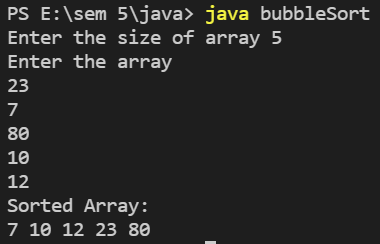 PS E:\sem 5\java> java bubbleSort
Enter the size of array 5
Enter the array
23
7
80
10
12
Sorted Array:
7 10 12 23 80